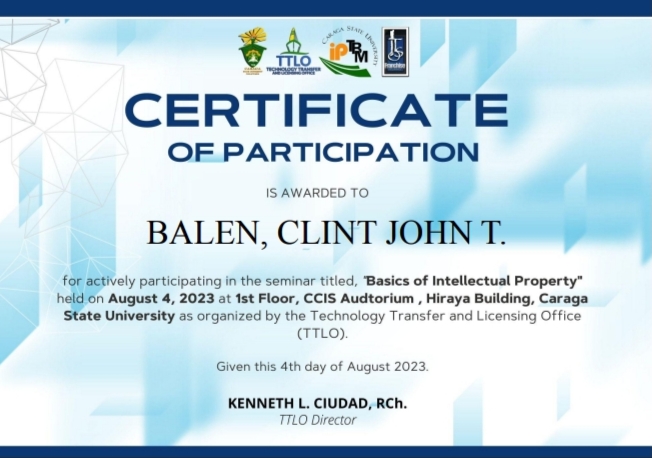 TTLO
TECHNOLOGY TRANSFER
AND LICENSING OFFICE
CARAGA STATE UNIVERSITY
ipTBM
CERTIFICATE
OF PARTICIPATION
IS AWARDED TO
BALEN, CLINT JOHN T.
for actively participating in the seminar titled, "Basics of Intellectual Property"
held on August 4, 2023 at 1st Floor, CCIS Audtorium , Hiraya Building, Caraga
State University as organized by the Technology Transfer and Licensing Office
(TTLO).
Given this 4th day of August 2023.
KENNETH L. CIUDAD, RCh.
TTLO Director